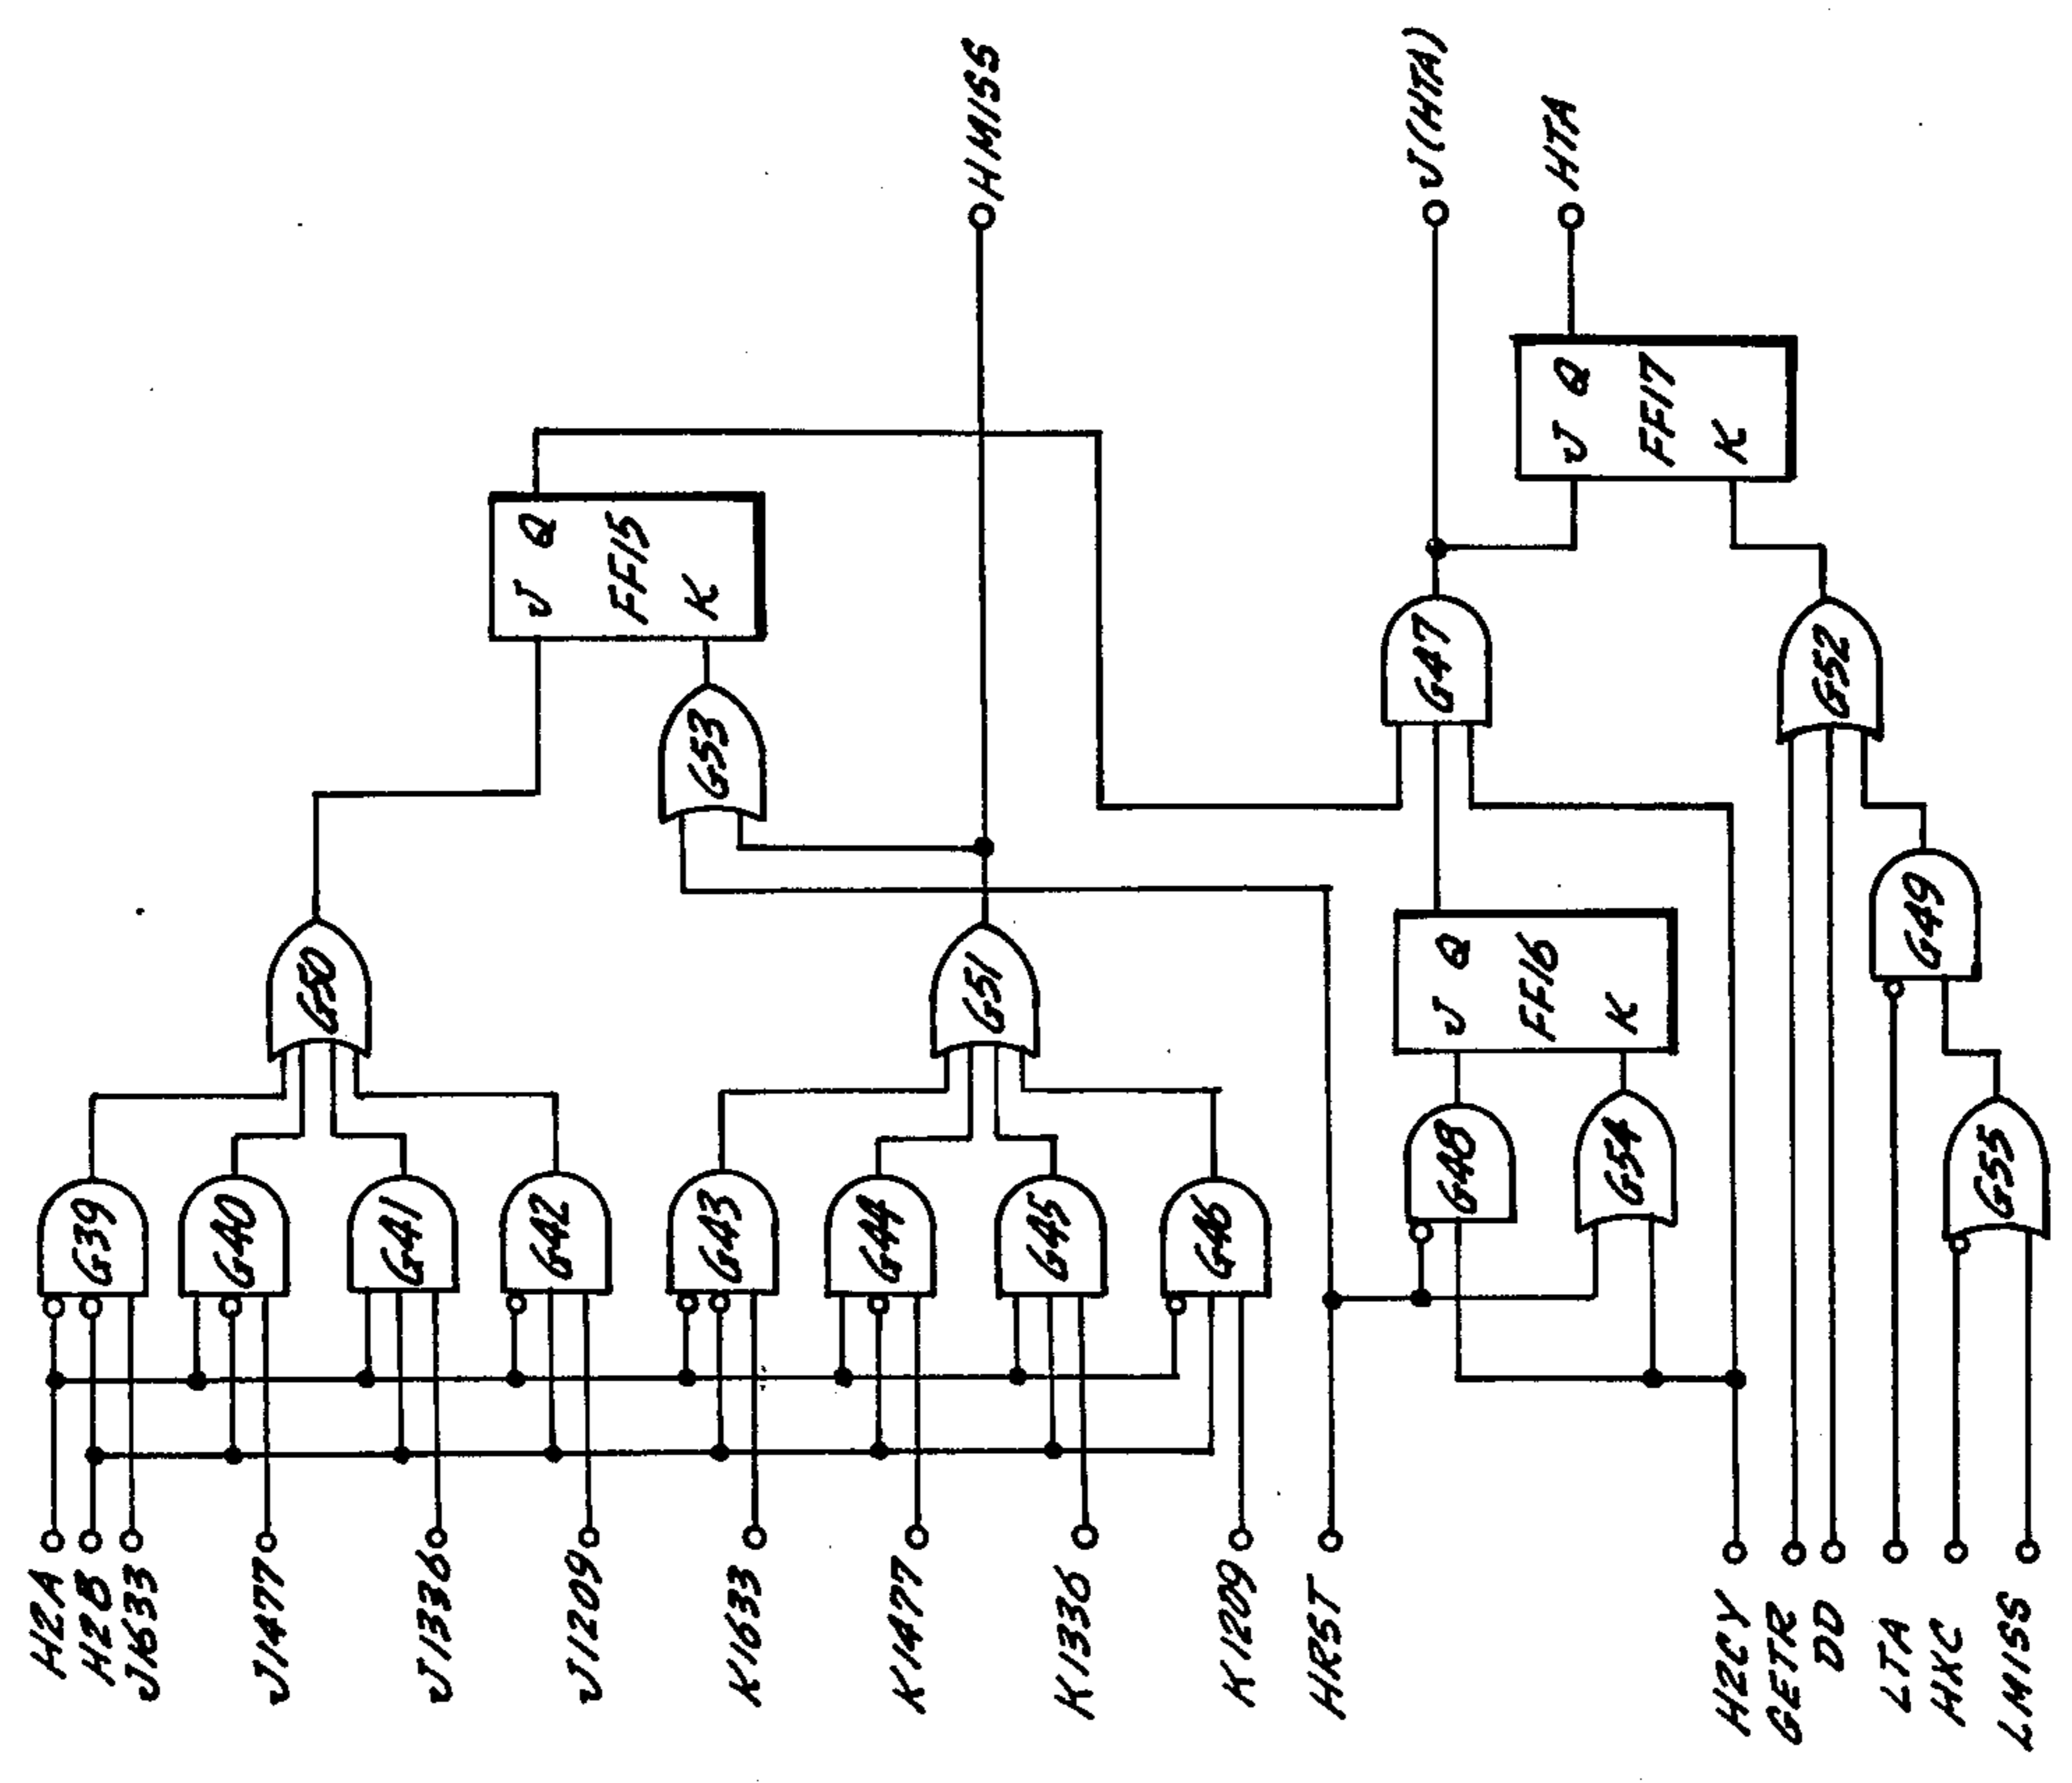 H2A
H2B
J1633
J1477
J1336
J1209
K1633
K1477
K1336
K1209
HRST
H2CY
GETR
DD
LTA
HXC
LMISS
G39
G40
G41
G42
G43
G44
G45
G46
G48
G54
G55
G50
G51
J Q
FF16
K
G49
G53
G47
G52
J Q
FF15
K
J Q
FF17
K
HMISS
J(HTA)
HTA